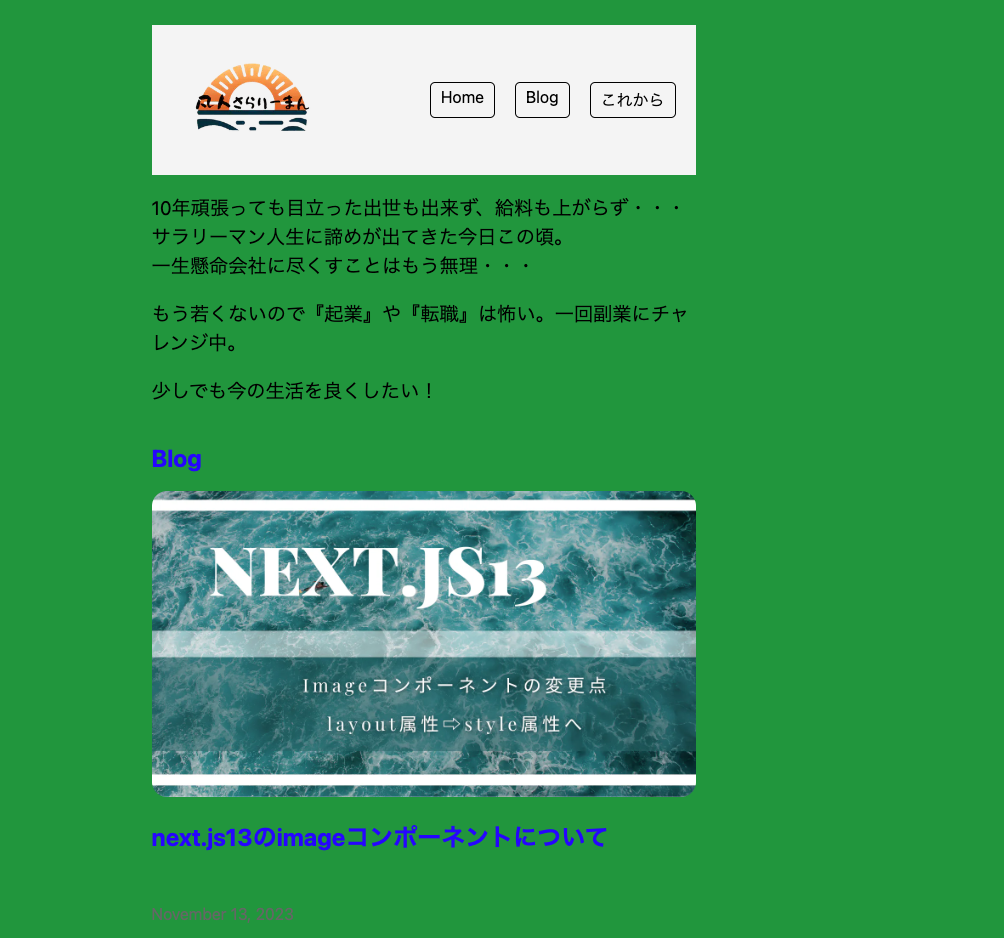 凡人さらりーまん
Home Blog これから
10年頑張っても目立った出世も出来ず、給料も上がらず・・・
サラリーマン人生に諦めが出てきた今日この頃。
一生懸命会社に尽くすことはもう無理・・・
もう若くないので『起業』や『転職』は怖い。一回副業にチャ
レンジ中。
少しでも今の生活を良くしたい！
Blog
NEXT.JS13
Imageコンポーネントの変更点
layout属性⇨style属性へ
next.js13のimageコンポーネントについて
November 13, 2023